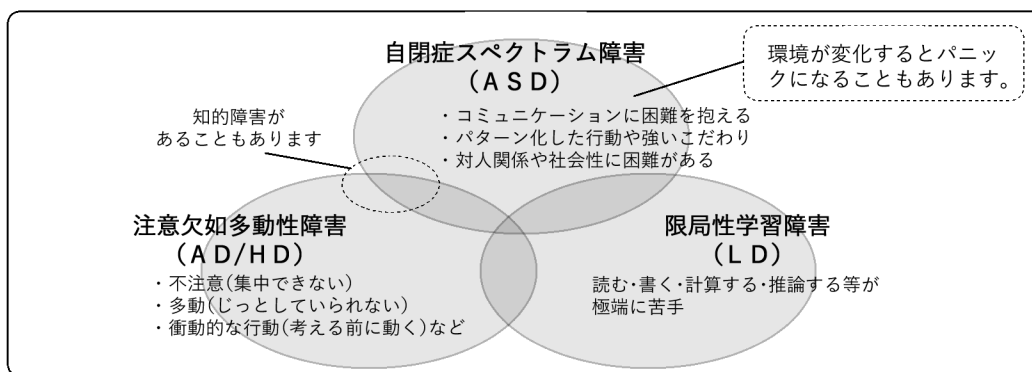 自閉症スペクトラム障害
(ＡＳＤ)
・コミュニケーションに困難を抱える
・パターン化した行動や強いこだわり
・対人関係や社会性に困難がある
環境が変化するとパニッ
クになることもあります。
知的障害が
あることもあります
注意欠如多動性障害
(ＡＤ/ＨＤ)
・不注意(集中できない)
・多動(じっとしていられない)
・衝動的な行動(考える前に動く)など
限局性学習障害
(ＬＤ)
読む･書く･計算する･推論する等が
極端に苦手